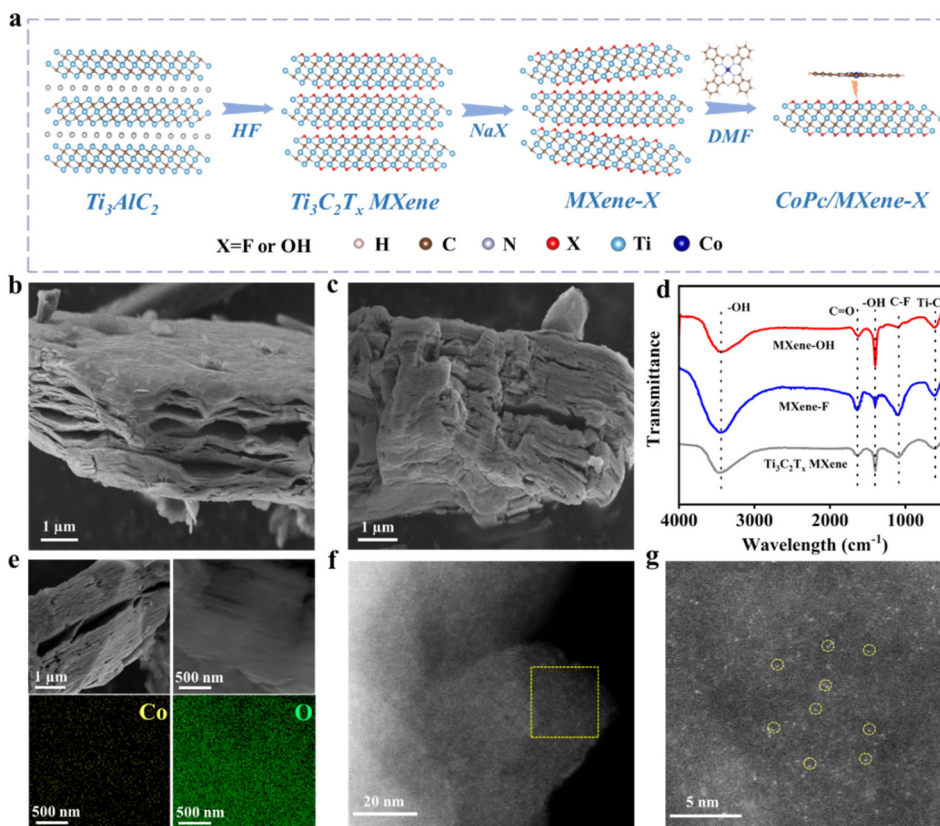 a
HF
NaX
DMF
Ti₃AlC₂
Ti₃C₂Tₓ MXene
MXene-X
CoPc/MXene-X
X=F or OH
H
C
N
X
Ti
Co
b
1 µm
c
1 µm
d
Transmittance
-OH
C=O
-OH
C-F
Ti-C
MXene-OH
MXene-F
Ti₃C₂Tₓ MXene
4000
3000
2000
1000
Wavelength (cm⁻¹)
e
1 µm
500 nm
Co
500 nm
O
500 nm
f
20 nm
g
5 nm